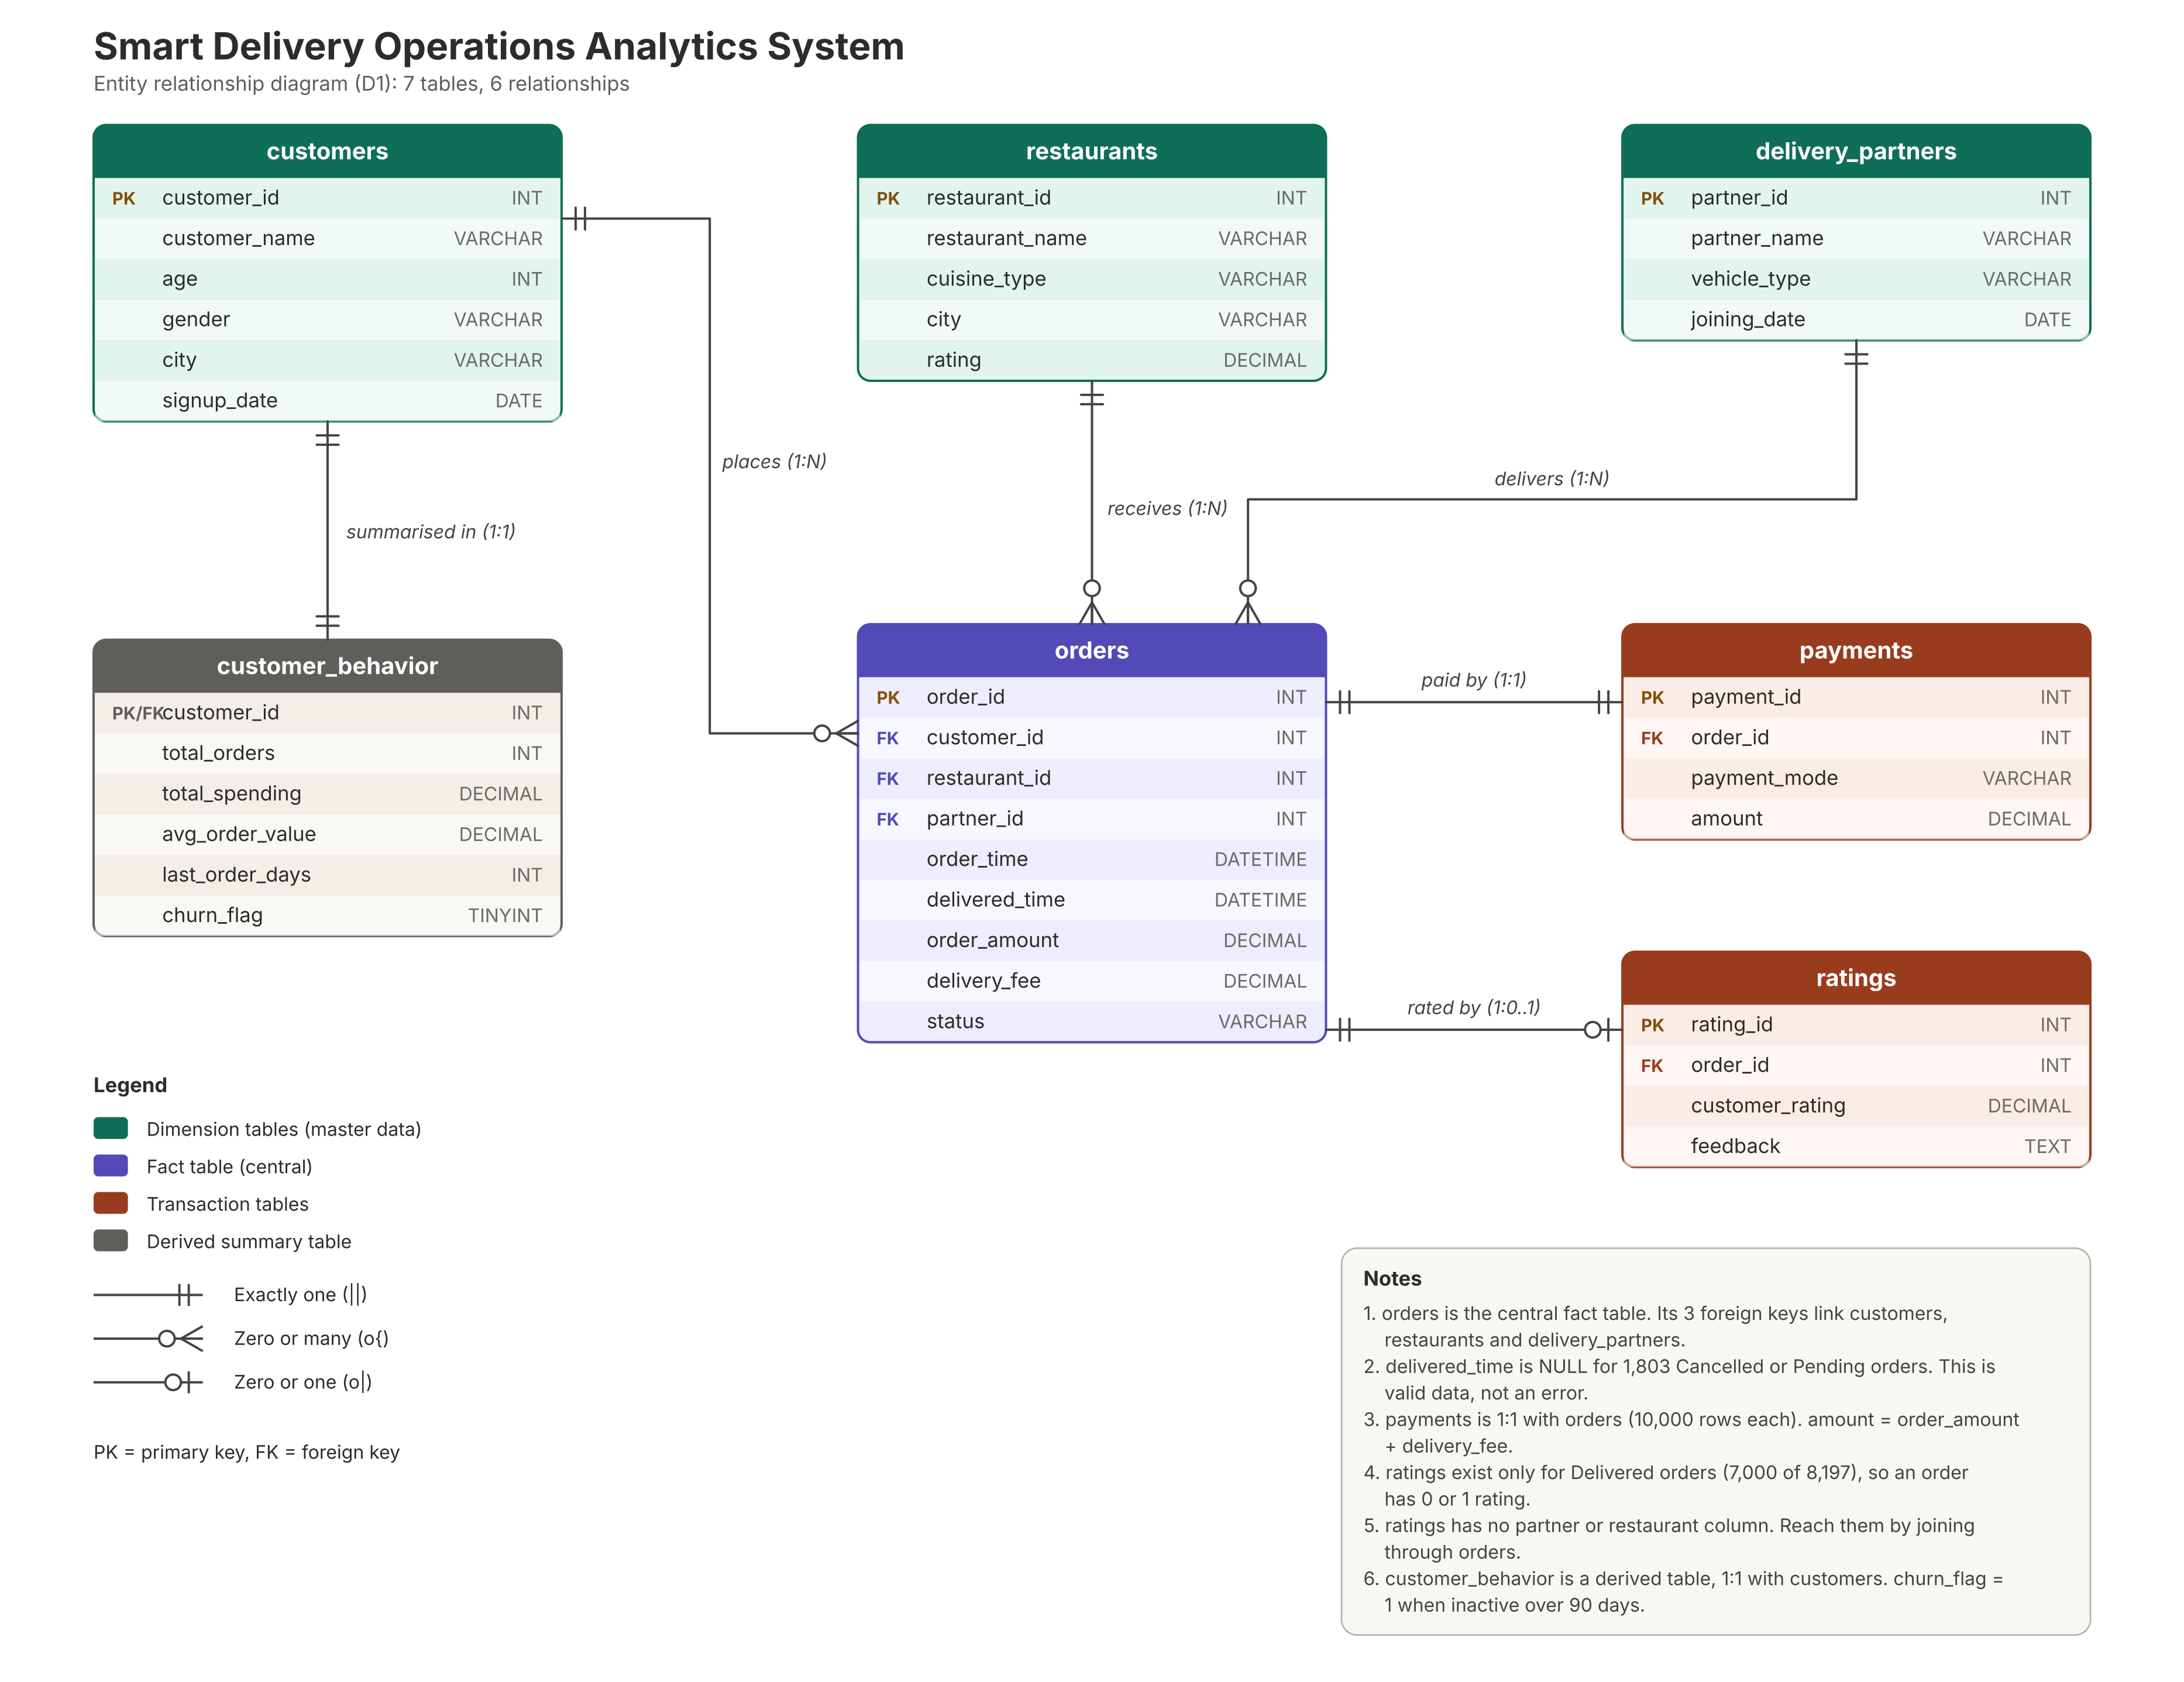 Smart Delivery Operations Analytics System
Entity relationship diagram (D1): 7 tables, 6 relationships
customers
PK customer_id INT
customer_name VARCHAR
age INT
gender VARCHAR
city VARCHAR
signup_date DATE
restaurants
PK restaurant_id INT
restaurant_name VARCHAR
cuisine_type VARCHAR
city VARCHAR
rating DECIMAL
delivery_partners
PK partner_id INT
partner_name VARCHAR
vehicle_type VARCHAR
joining_date DATE
places (1:N)
summarised in (1:1)
receives (1:N)
delivers (1:N)
customer_behavior
PK/FK customer_id INT
total_orders INT
total_spending DECIMAL
avg_order_value DECIMAL
last_order_days INT
churn_flag TINYINT
orders
PK order_id INT
FK customer_id INT
FK restaurant_id INT
FK partner_id INT
order_time DATETIME
delivered_time DATETIME
order_amount DECIMAL
delivery_fee DECIMAL
status VARCHAR
paid by (1:1)
payments
PK payment_id INT
FK order_id INT
payment_mode VARCHAR
amount DECIMAL
rated by (1:0..1)
ratings
PK rating_id INT
FK order_id INT
customer_rating DECIMAL
feedback TEXT
Legend
Dimension tables (master data)
Fact table (central)
Transaction tables
Derived summary table
Exactly one (||)
Zero or many (o{)
Zero or one (o|)
PK = primary key, FK = foreign key
Notes
1. orders is the central fact table. Its 3 foreign keys link customers,
restaurants and delivery_partners.
2. delivered_time is NULL for 1,803 Cancelled or Pending orders. This is
valid data, not an error.
3. payments is 1:1 with orders (10,000 rows each). amount = order_amount
+ delivery_fee.
4. ratings exist only for Delivered orders (7,000 of 8,197), so an order
has 0 or 1 rating.
5. ratings has no partner or restaurant column. Reach them by joining
through orders.
6. customer_behavior is a derived table, 1:1 with customers. churn_flag =
1 when inactive over 90 days.